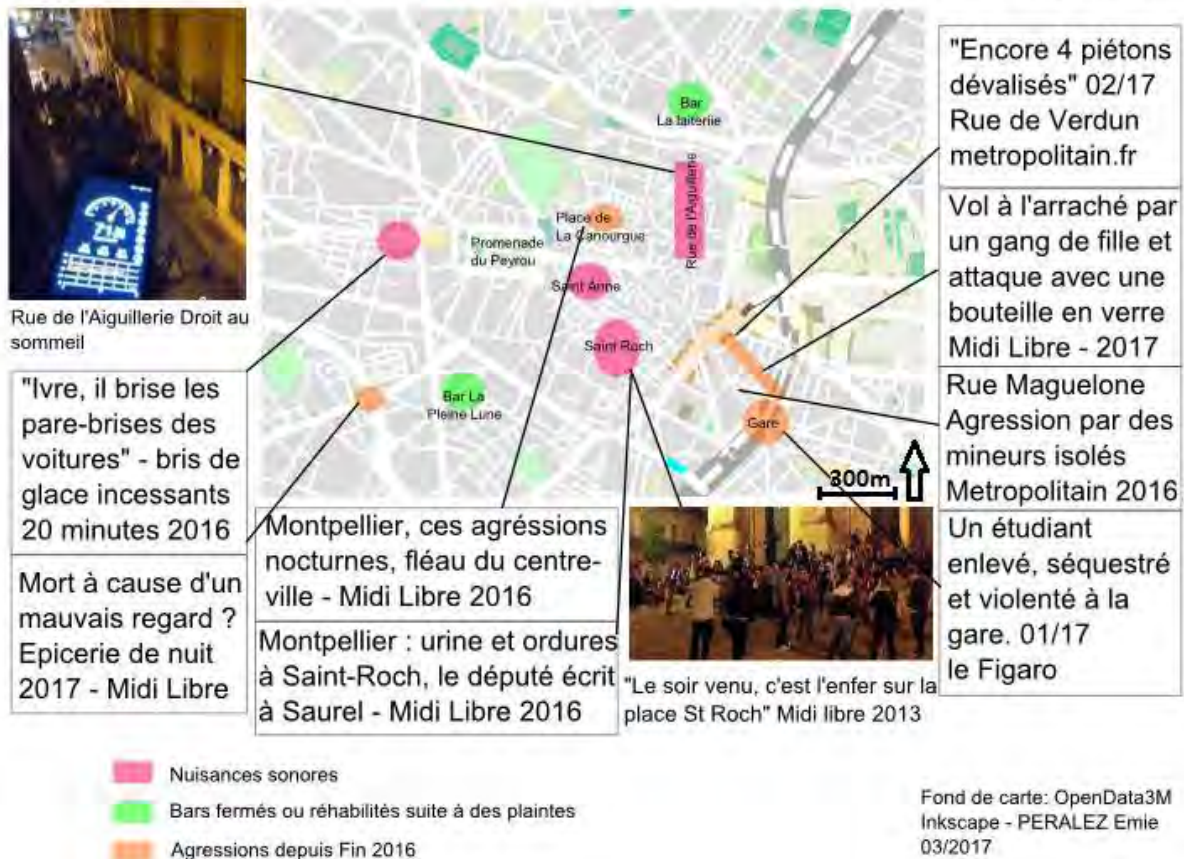 Rue de l'Aiguillerie Droit au
sommeil
"Ivre, il brise les
pare-brises des
voitures" - bris de
glace incessants
20 minutes 2016
Mort à cause d'un
mauvais regard ?
Epicerie de nuit
2017 - Midi Libre
Bar
La laiterie
Rue de l'Aiguillerie
Place de
La Canourgue
Promenade
du Peyrou
Saint Anne
Saint Roch
Bar La
Pleine Lune
Gare
300m
Montpellier, ces agréssions
nocturnes, fléau du centre-
ville - Midi Libre 2016
Montpellier : urine et ordures
à Saint-Roch, le député écrit
à Saurel - Midi Libre 2016
"Le soir venu, c'est l'enfer sur la
place St Roch" Midi libre 2013
"Encore 4 piétons
dévalisés" 02/17
Rue de Verdun
metropolitain.fr
Vol à l'arraché par
un gang de fille et
attaque avec une
bouteille en verre
Midi Libre - 2017
Rue Maguelone
Agression par des
mineurs isolés
Metropolitain 2016
Un étudiant
enlevé, séquestré
et violenté à la
gare. 01/17
le Figaro
Nuisances sonores
Bars fermés ou réhabilités suite à des plaintes
Agressions depuis Fin 2016
Fond de carte: OpenData3M
Inkscape - PERALEZ Emie
03/2017